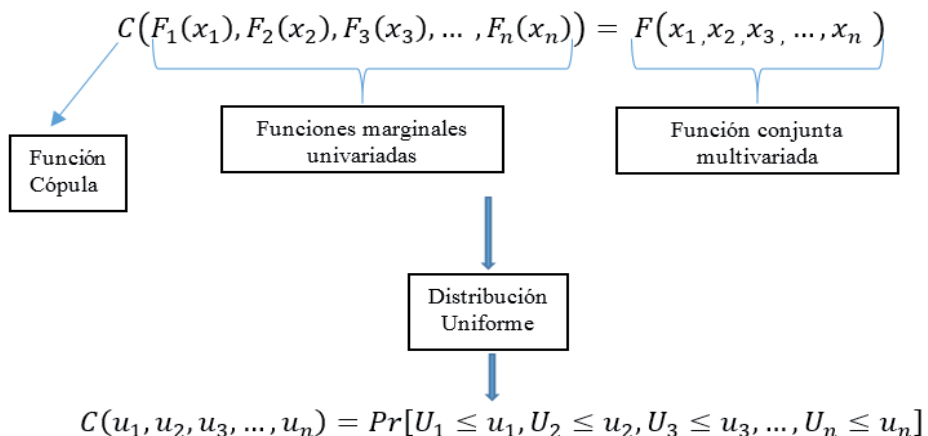 C(F₁(x₁), F₂(x₂), F₃(x₃), … , Fₙ(xₙ)) = F(x₁,x₂,x₃, …, xₙ )
Función
Cópula
Funciones marginales
univariadas
Función conjunta
multivariada
Distribución
Uniforme
C(u₁, u₂, u₃, …, uₙ) = Pr[U₁ ≤ u₁, U₂ ≤ u₂, U₃ ≤ u₃, …, Uₙ ≤ uₙ]